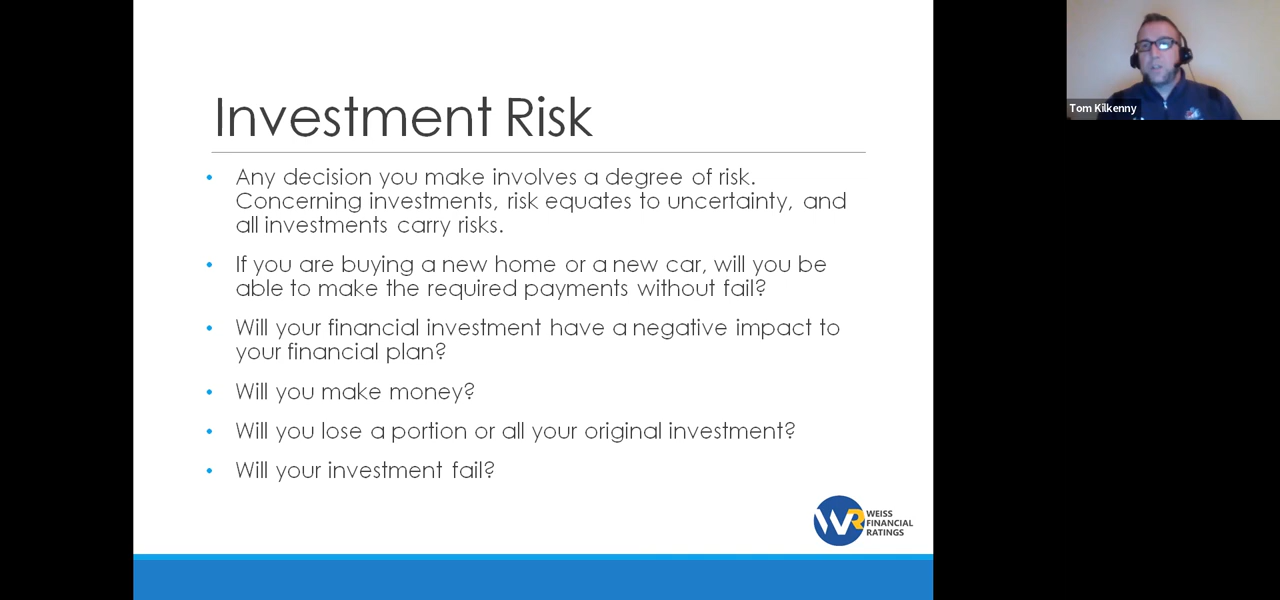 Investment Risk
• Any decision you make involves a degree of risk.
Concerning investments, risk equates to uncertainty, and
all investments carry risks.
• If you are buying a new home or a new car, will you be
able to make the required payments without fail?
• Will your financial investment have a negative impact to
your financial plan?
• Will you make money?
• Will you lose a portion or all your original investment?
• Will your investment fail?
WR WEISS
FINANCIAL
RATINGS
Tom Kilkenny